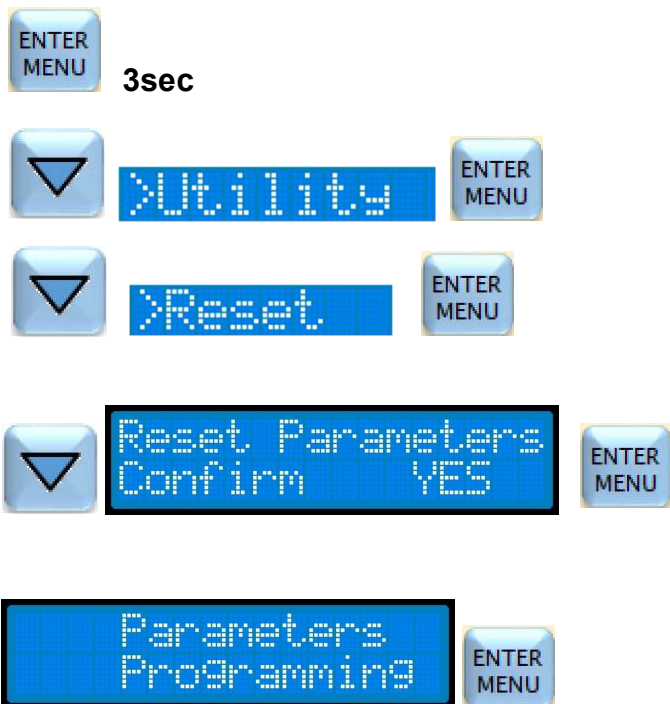 ENTER
MENU
3sec
>Utility
ENTER
MENU
>Reset
ENTER
MENU
Reset Parameters
Confirm YES
ENTER
MENU
Parameters
Programming
ENTER
MENU